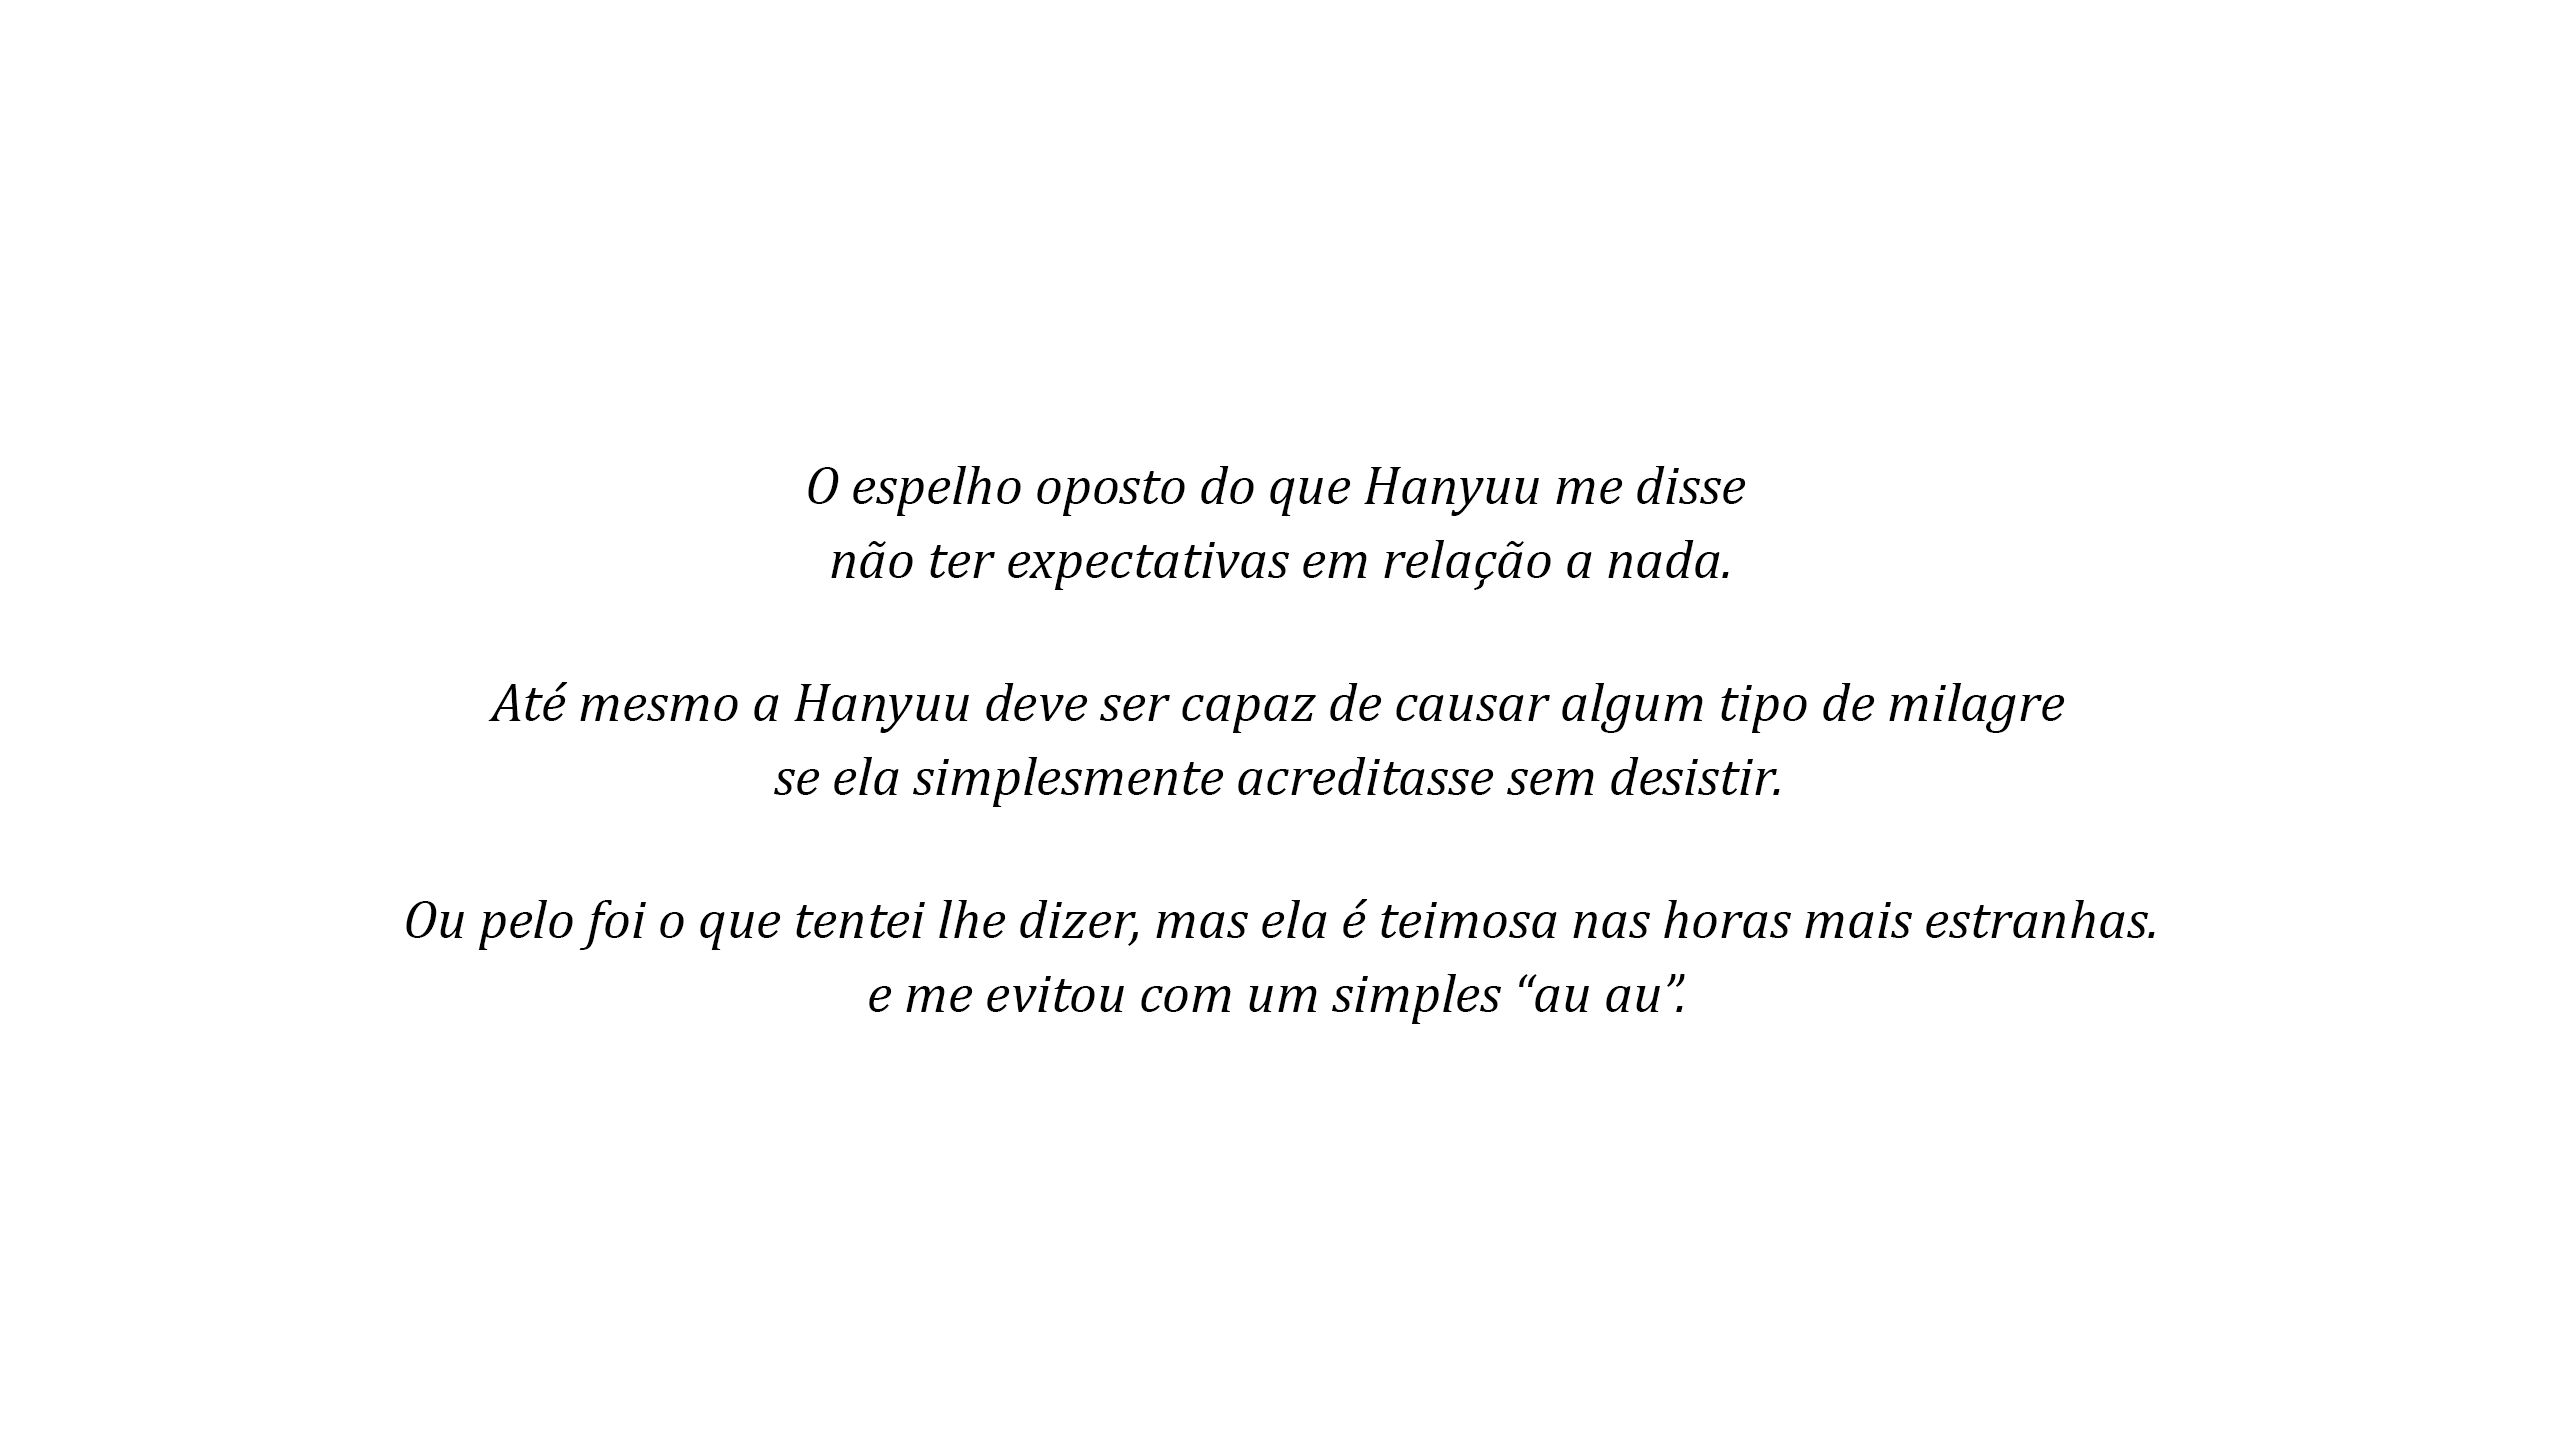 O espelho oposto do que Hanyuu me disse
não ter expectativas em relação a nada.
Até mesmo a Hanyuu deve ser capaz de causar algum tipo de milagre
se ela simplesmente acreditasse sem desistir.
Ou pelo foi o que tentei lhe dizer, mas ela é teimosa nas horas mais estranhas.
e me evitou com um simples “au au”.